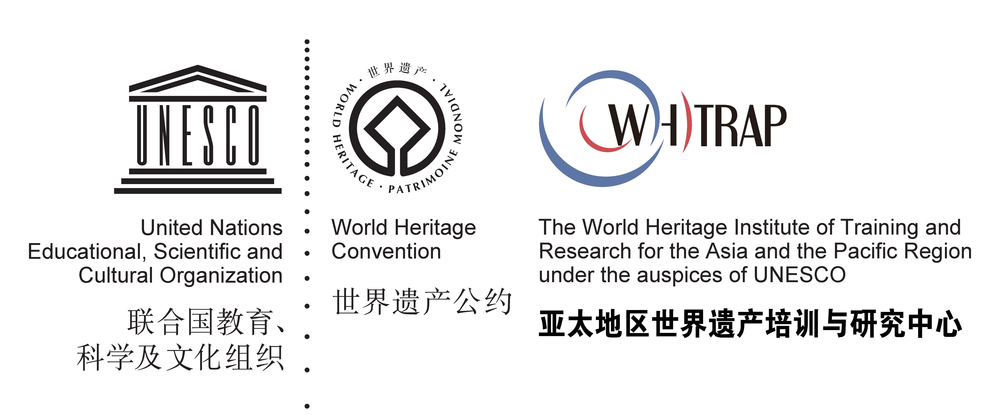 UNESCO
United Nations
Educational, Scientific and
Cultural Organization
联合国教育、
科学及文化组织
· 世界遗产 ·
WORLD HERITAGE · PATRIMOINE MONDIAL
World Heritage
Convention
世界遗产公约
WHITRAP
The World Heritage Institute of Training and
Research for the Asia and the Pacific Region
under the auspices of UNESCO
亚太地区世界遗产培训与研究中心